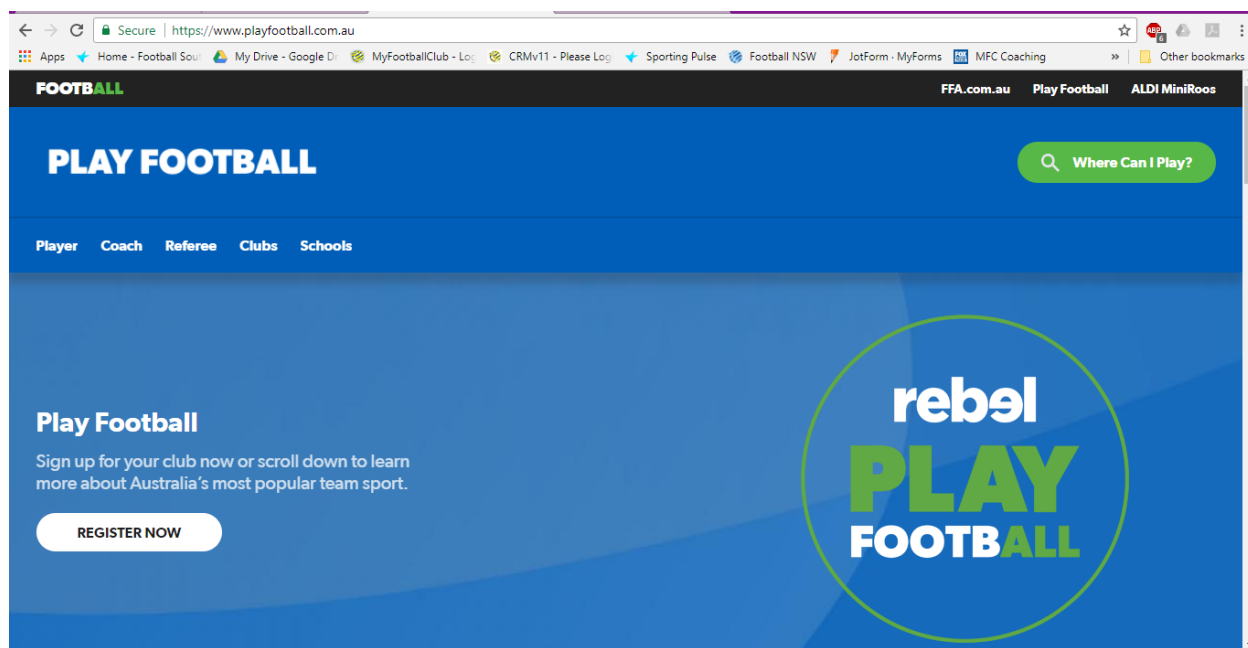 Secure | https://www.playfootball.com.au
ABP 6
Apps Home - Football Sout My Drive - Google Dr MyFootballClub - Log CRMv11 - Please Log Sporting Pulse Football NSW JotForm · MyForms MFC Coaching » Other bookmarks
FOOTBALL FFA.com.au Play Football ALDI MiniRoos
PLAY FOOTBALL Where Can I Play?
Player Coach Referee Clubs Schools
rebel
PLAY
FOOTBALL
Play Football
Sign up for your club now or scroll down to learn
more about Australia's most popular team sport.
REGISTER NOW